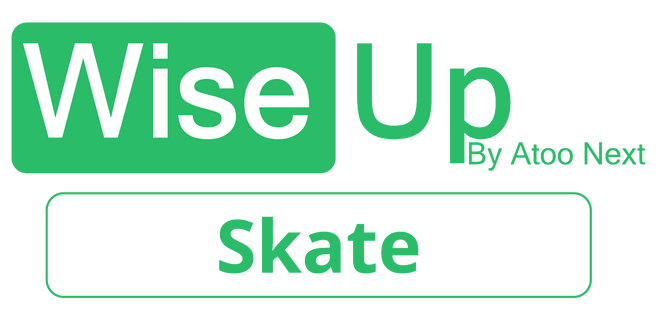 Wise Up
By Atoo Next
Skate